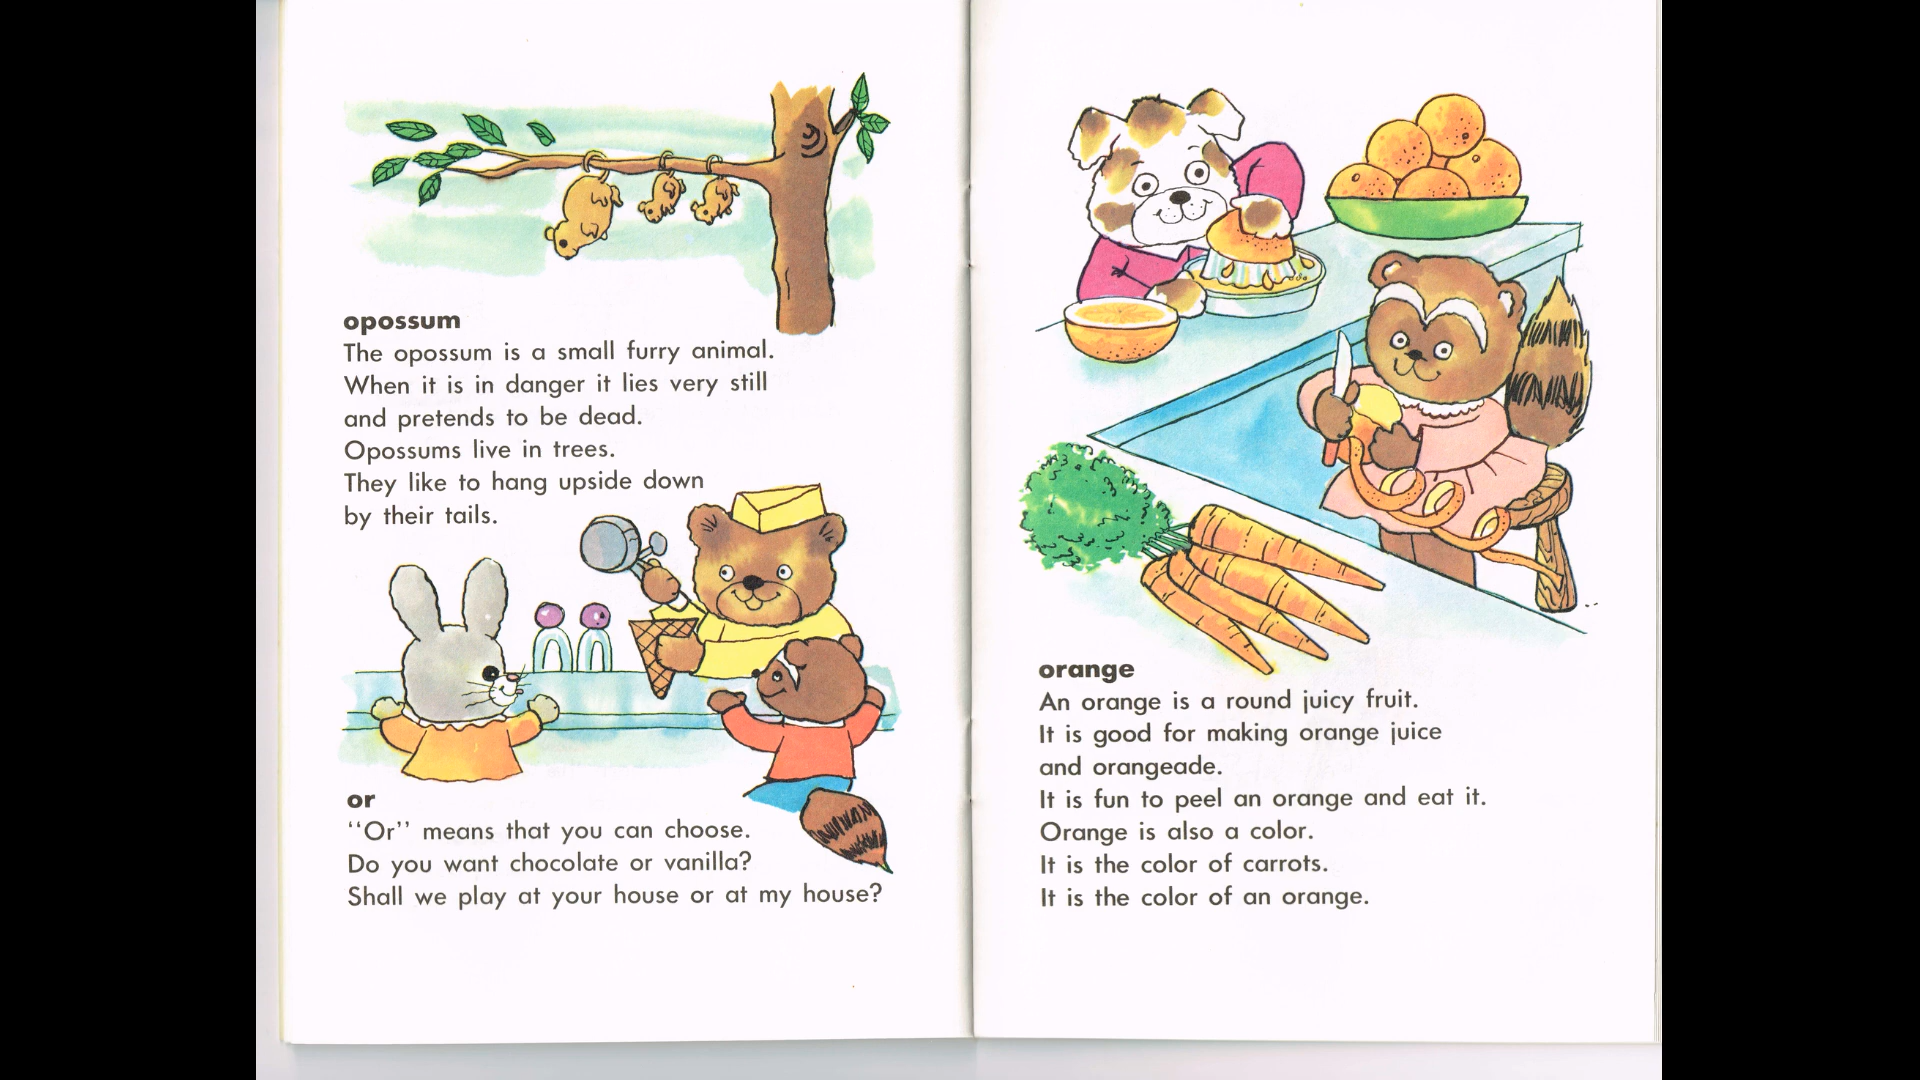 opossum
The opossum is a small furry animal.
When it is in danger it lies very still
and pretends to be dead.
Opossums live in trees.
They like to hang upside down
by their tails.
or
"Or" means that you can choose.
Do you want chocolate or vanilla?
Shall we play at your house or at my house?
orange
An orange is a round juicy fruit.
It is good for making orange juice
and orangeade.
It is fun to peel an orange and eat it.
Orange is also a color.
It is the color of carrots.
It is the color of an orange.